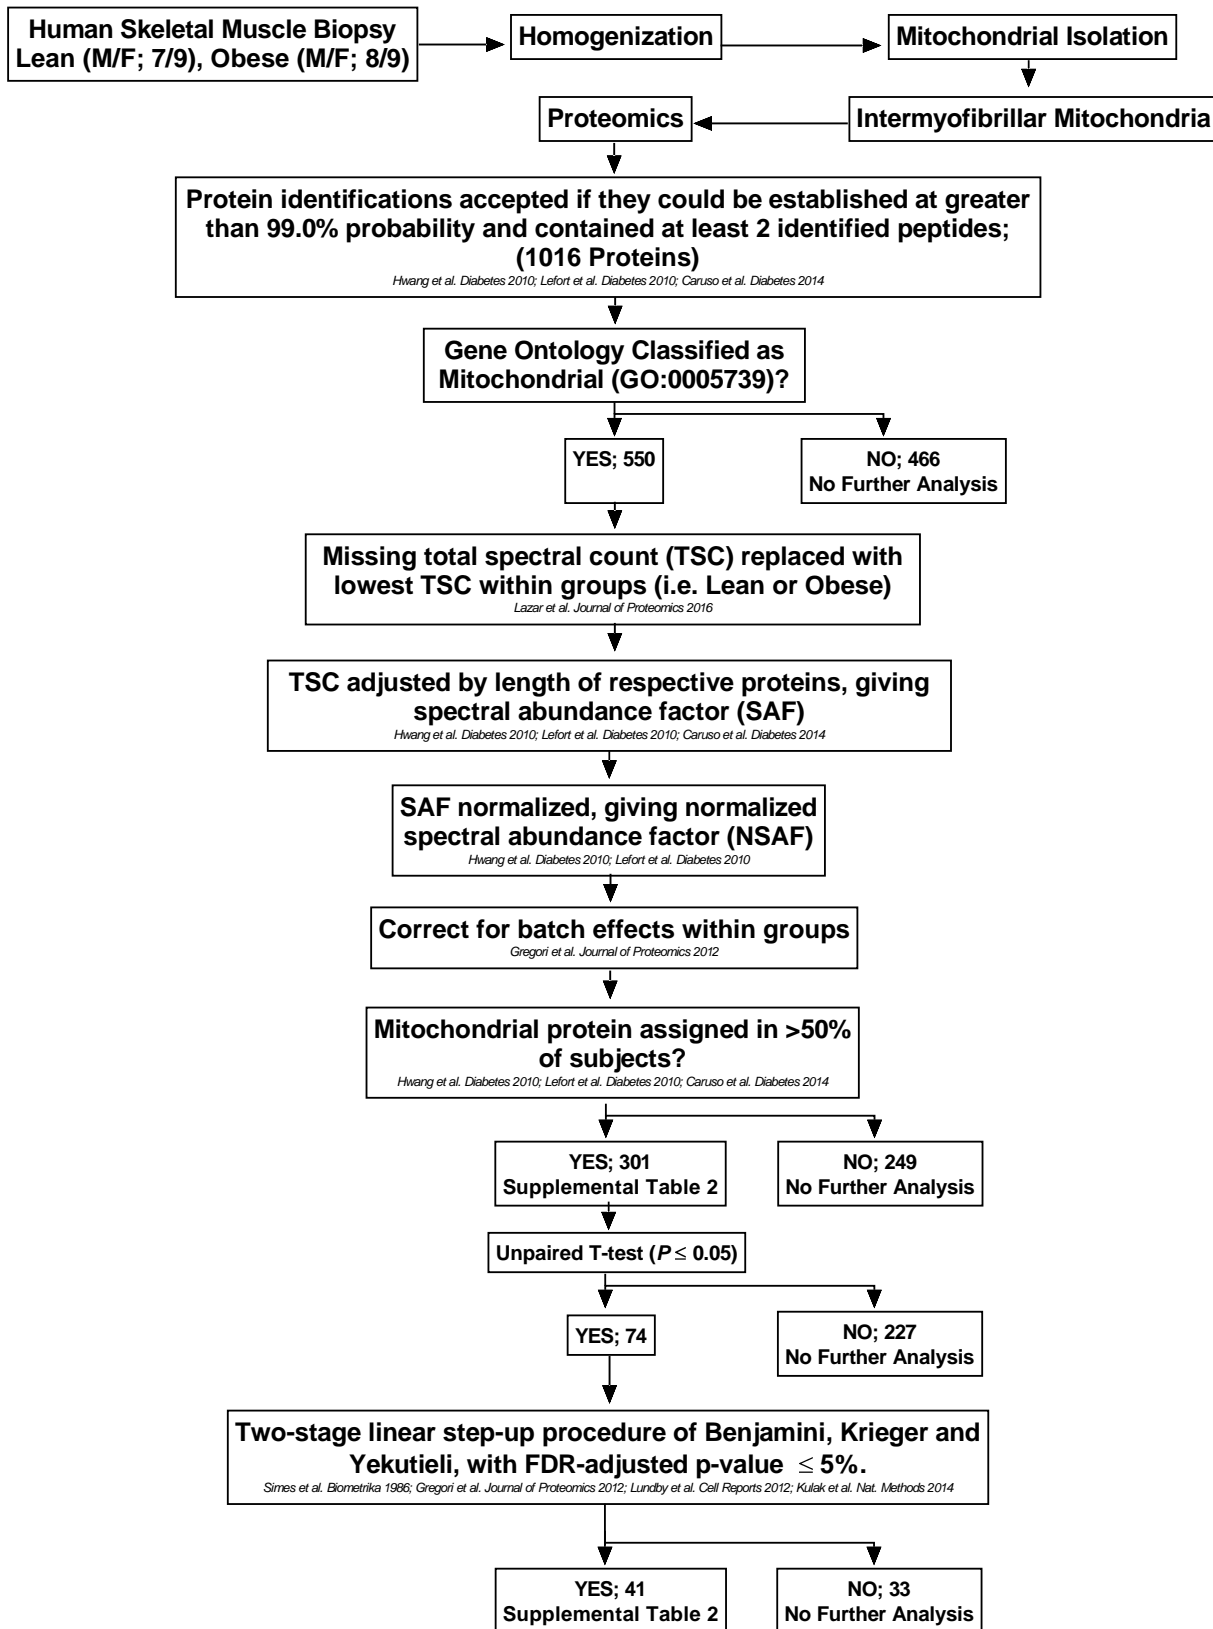 Human Skeletal Muscle Biopsy
Lean (M/F; 7/9), Obese (M/F; 8/9)
Homogenization
Mitochondrial Isolation
Intermyofibrillar Mitochondria
Proteomics
Protein identifications accepted if they could be established at greater
than 99.0% probability and contained at least 2 identified peptides;
(1016 Proteins)
Hwang et al. Diabetes 2010; Lefort et al. Diabetes 2010; Caruso et al. Diabetes 2014
Gene Ontology Classified as
Mitochondrial (GO:0005739)?
YES; 550
NO; 466
No Further Analysis
Missing total spectral count (TSC) replaced with
lowest TSC within groups (i.e. Lean or Obese)
Lazar et al. Journal of Proteomics 2016
TSC adjusted by length of respective proteins, giving
spectral abundance factor (SAF)
Hwang et al. Diabetes 2010; Lefort et al. Diabetes 2010; Caruso et al. Diabetes 2014
SAF normalized, giving normalized
spectral abundance factor (NSAF)
Hwang et al. Diabetes 2010; Lefort et al. Diabetes 2010
Correct for batch effects within groups
Gregori et al. Journal of Proteomics 2012
Mitochondrial protein assigned in >50%
of subjects?
Hwang et al. Diabetes 2010; Lefort et al. Diabetes 2010; Caruso et al. Diabetes 2014
YES; 301
Supplemental Table 2
NO; 249
No Further Analysis
Unpaired T-test (P ≤ 0.05)
YES; 74
NO; 227
No Further Analysis
Two-stage linear step-up procedure of Benjamini, Krieger and
Yekutieli, with FDR-adjusted p-value ≤ 5%.
Simes et al. Biometrika 1986; Gregori et al. Journal of Proteomics 2012; Lundby et al. Cell Reports 2012; Kulak et al. Nat. Methods 2014
YES; 41
Supplemental Table 2
NO; 33
No Further Analysis